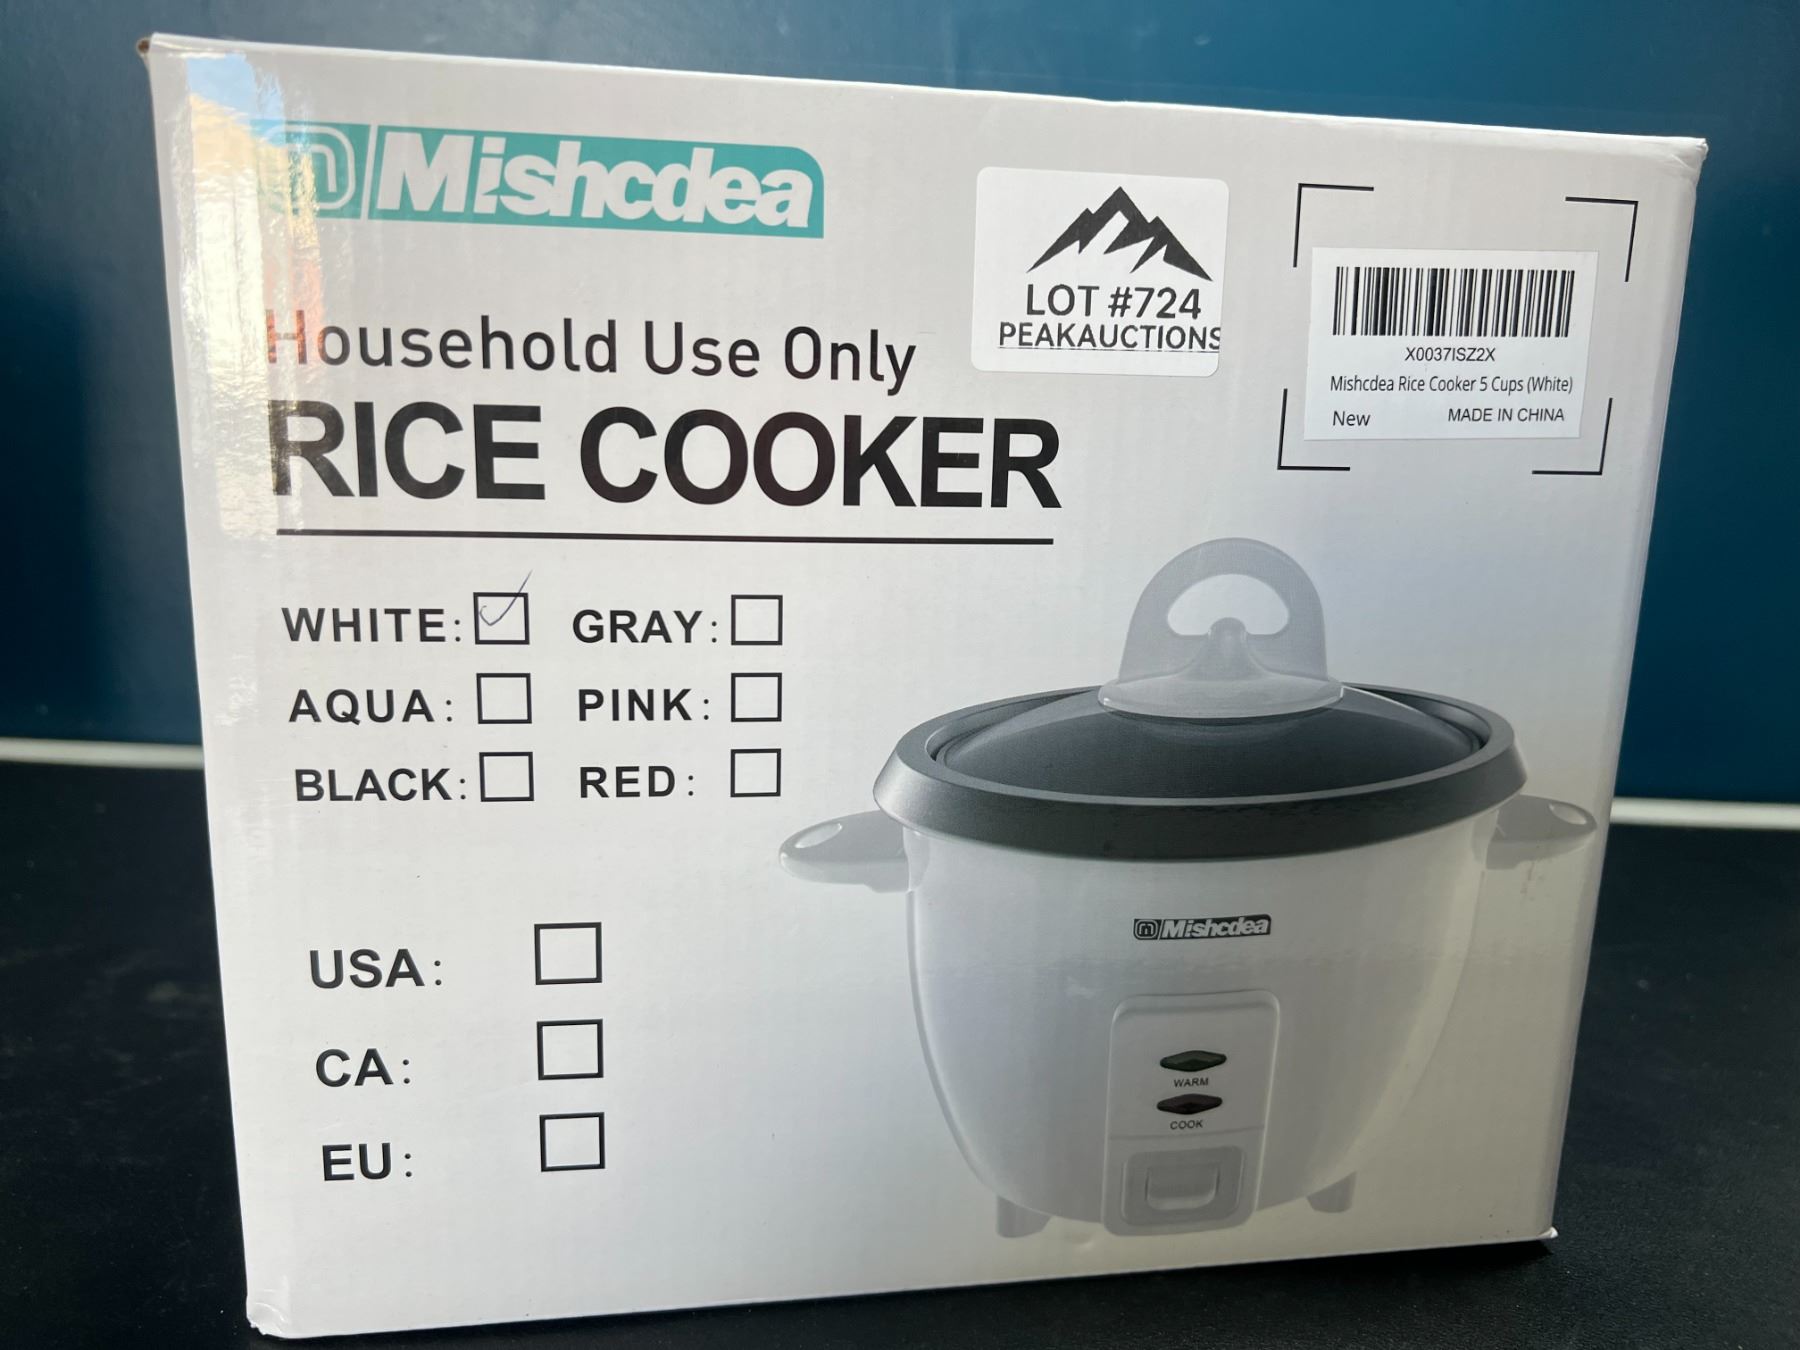 Mishcdea
LOT #724
PEAKAUCTIONS
X0037ISZ2X
Mishcdea Rice Cooker 5 Cups (White)
New MADE IN CHINA
Household Use Only
RICE COOKER
WHITE: GRAY:
AQUA: PINK:
BLACK: RED:
USA:
CA:
EU:
Mishcdea
WARM
COOK